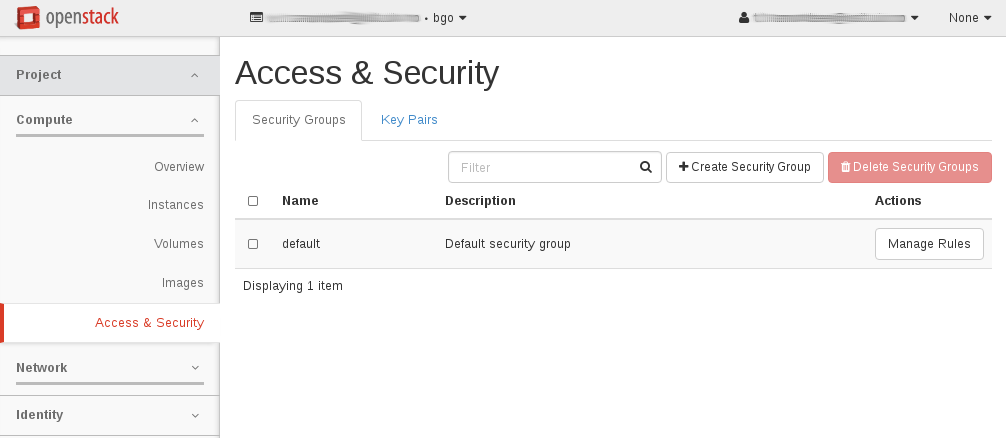 openstack
• bgo
None
Project
Compute
Overview
Instances
Volumes
Images
Access & Security
Network
Identity
Access & Security
Security Groups
Key Pairs
Filter
Create Security Group
Delete Security Groups
Name Description Actions
default Default security group Manage Rules
Displaying 1 item